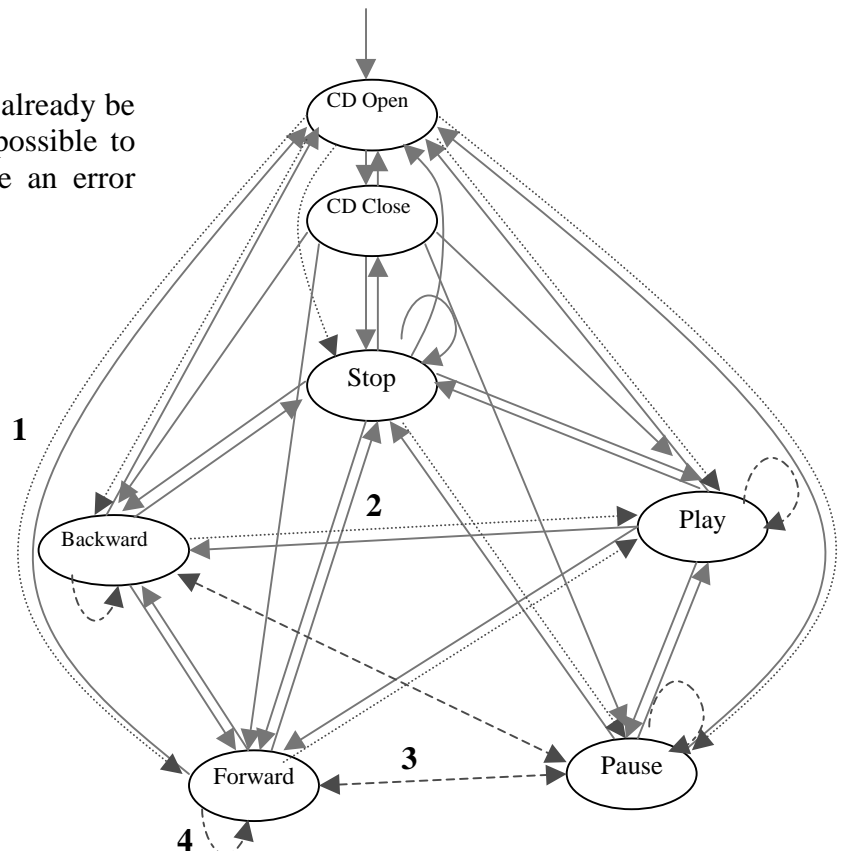 CD Open
already be
possible to
e an error
CD Close
Stop
1
2
Play
Backward
3
Forward
Pause
4